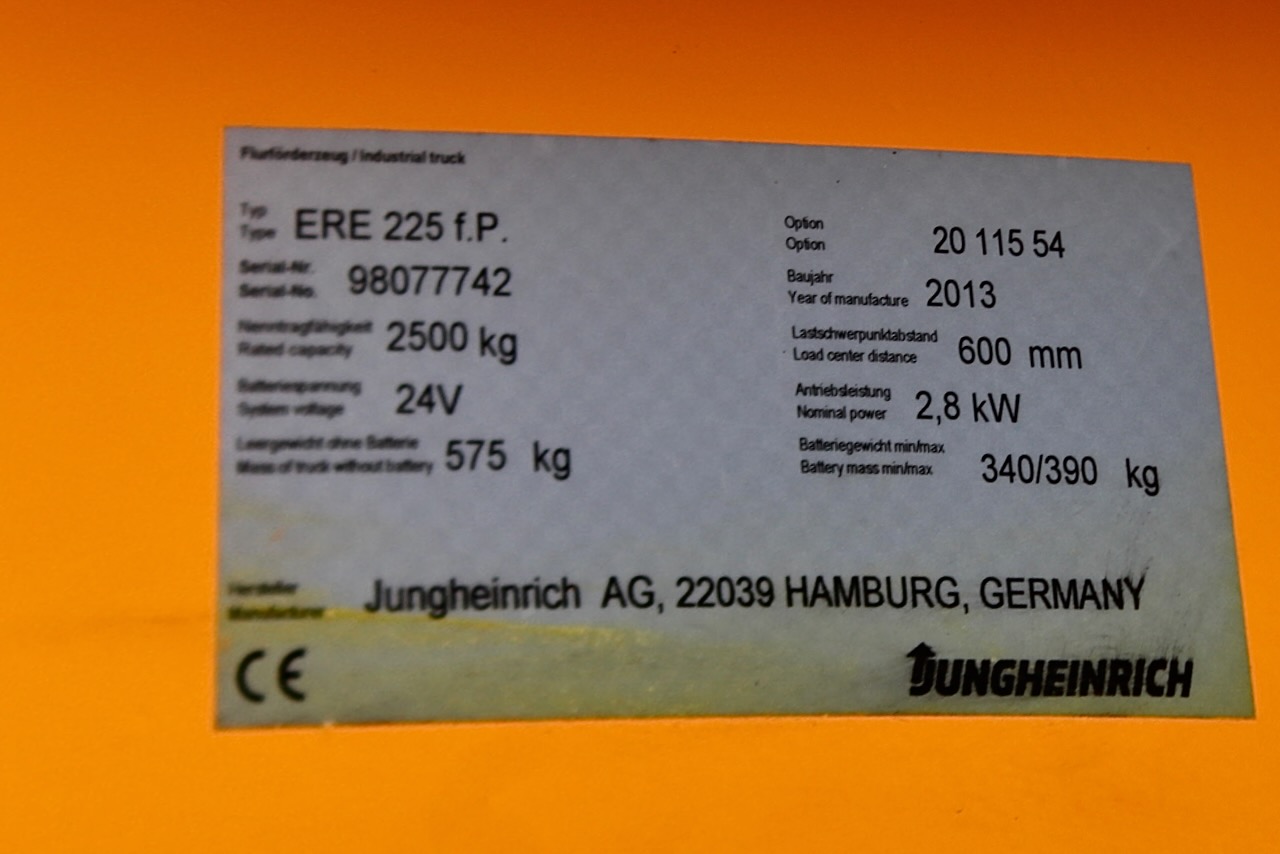 Flurförderzeug / Industrial truck
Typ
Type ERE 225 f.P.
Option
Option 20 115 54
Serial-Nr.
Serial-No. 98077742
Baujahr
Year of manufacture 2013
Nenntragfähigkeit
Rated capacity 2500 kg
Lastschwerpunktabstand
Load center distance 600 mm
Batteriespannung
System voltage 24V
Antriebsleistung
Nominal power 2,8 kW
Leergewicht ohne Batterie
Mass of truck without battery 575 kg
Batteriegewicht min/max
Battery mass min/max 340/390 kg
Hersteller
Manufacturer Jungheinrich AG, 22039 HAMBURG, GERMANY
CE
JUNGHEINRICH